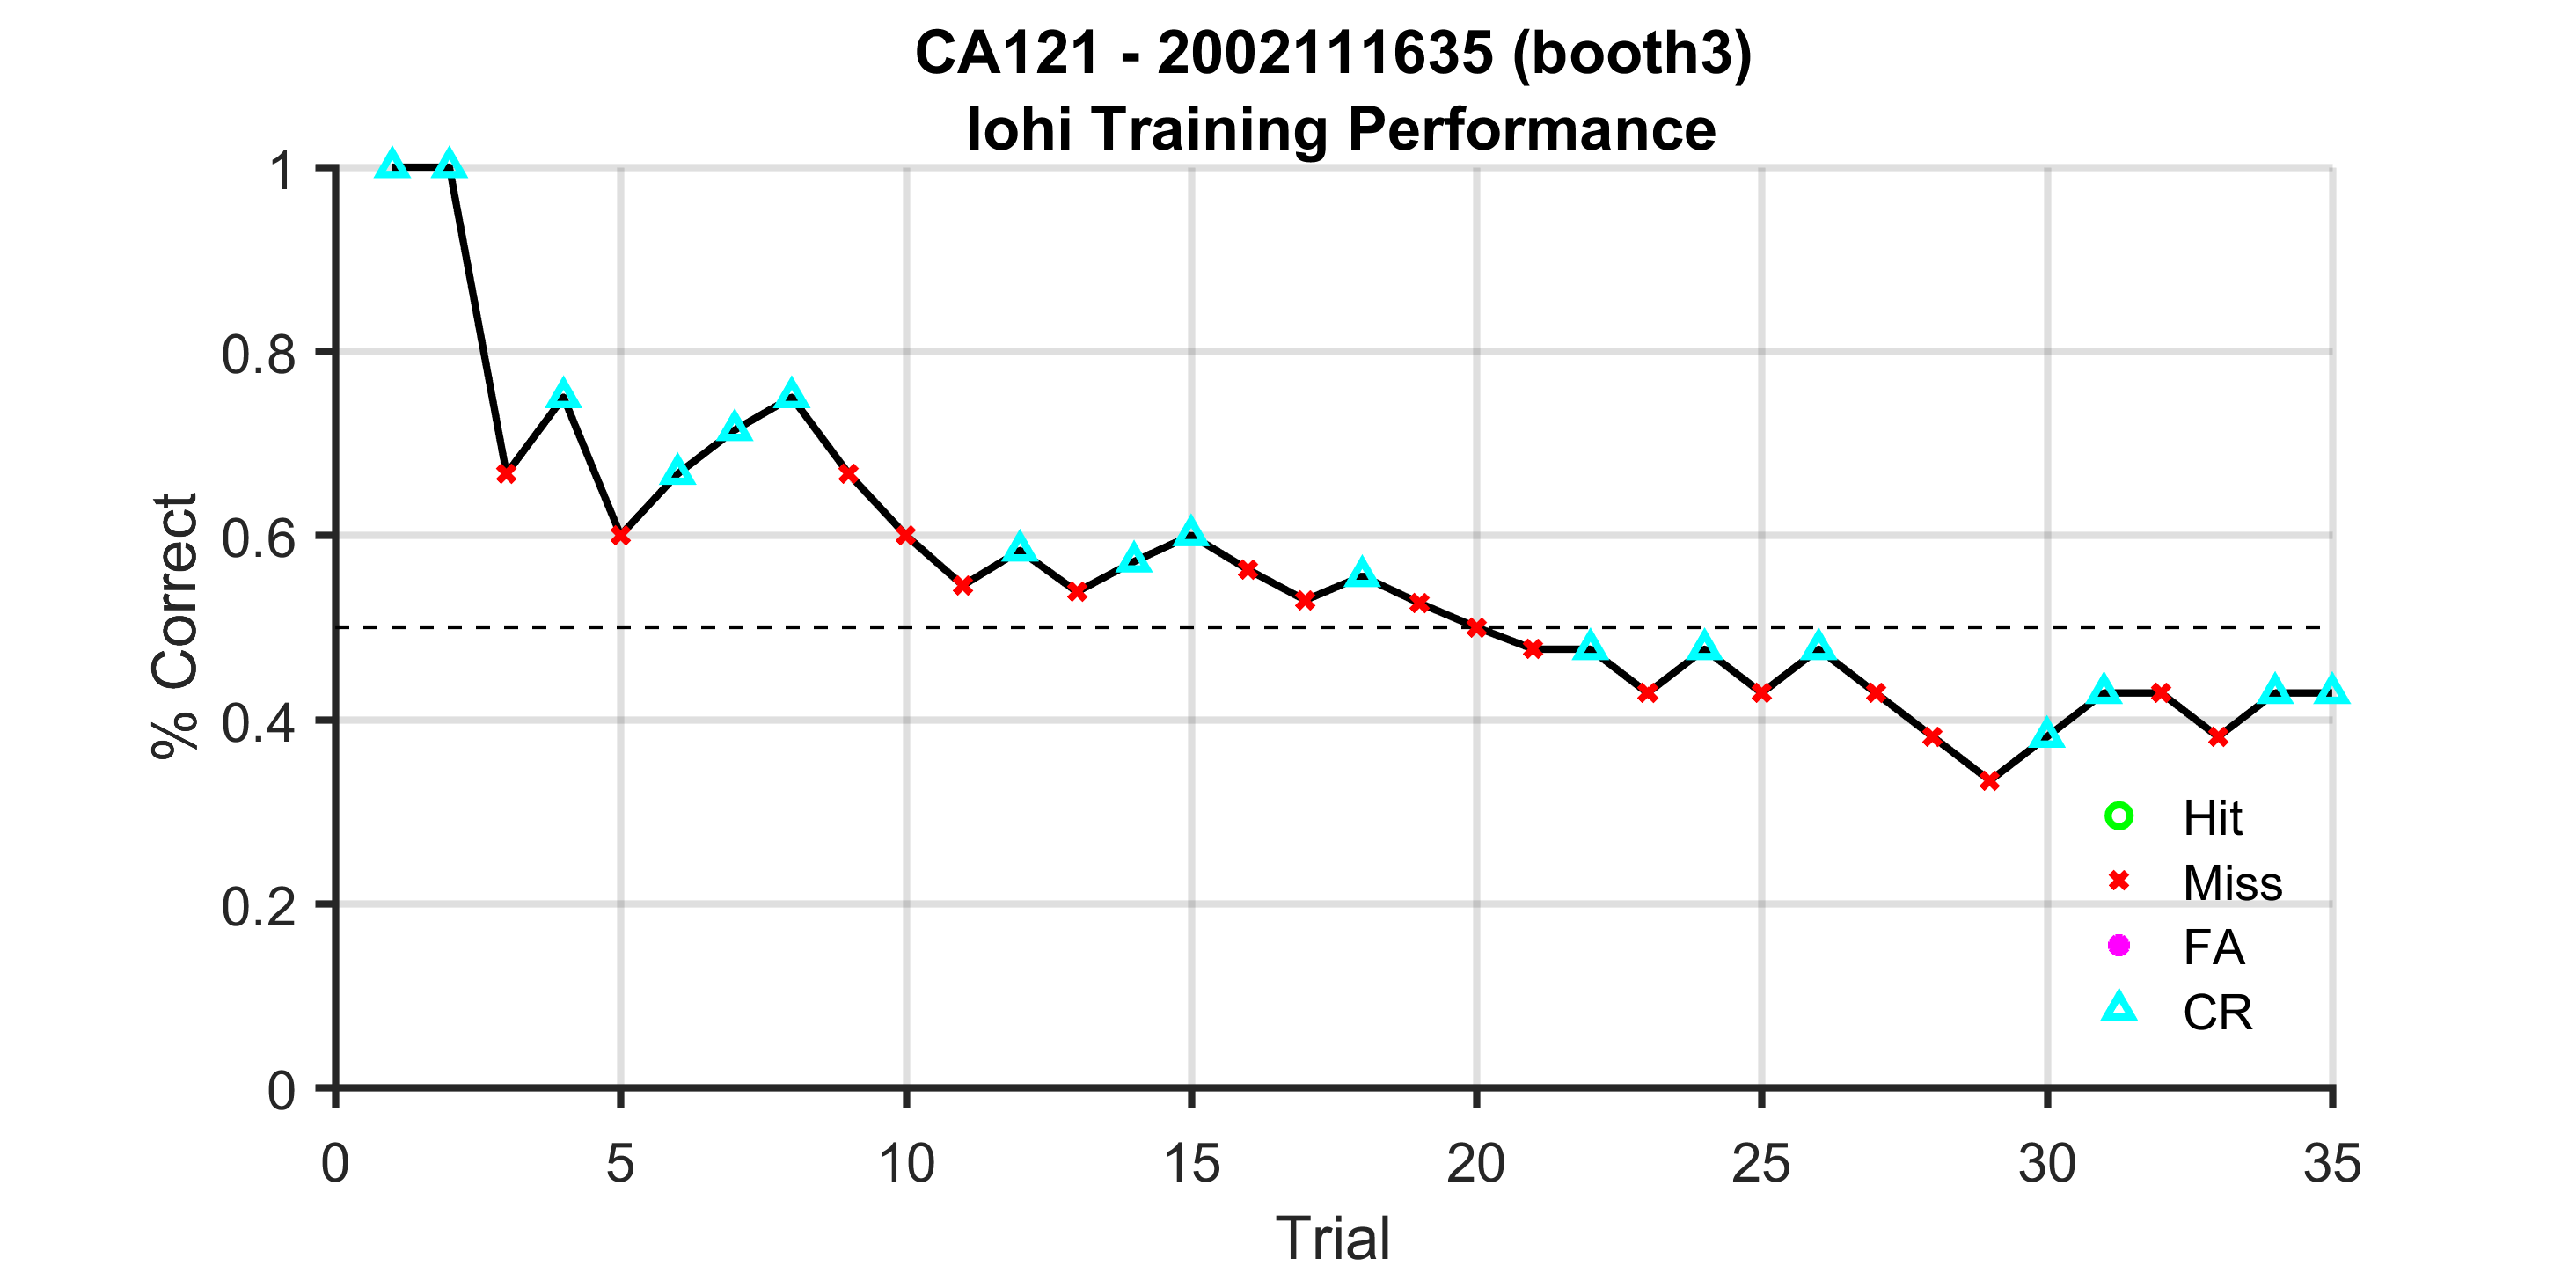 CA121 - 2002111635 (booth3)
lohi Training Performance
% Correct
1
0.8
0.6
0.4
0.2
0
0 5 10 15 20 25 30 35
Trial
Hit
Miss
FA
CR